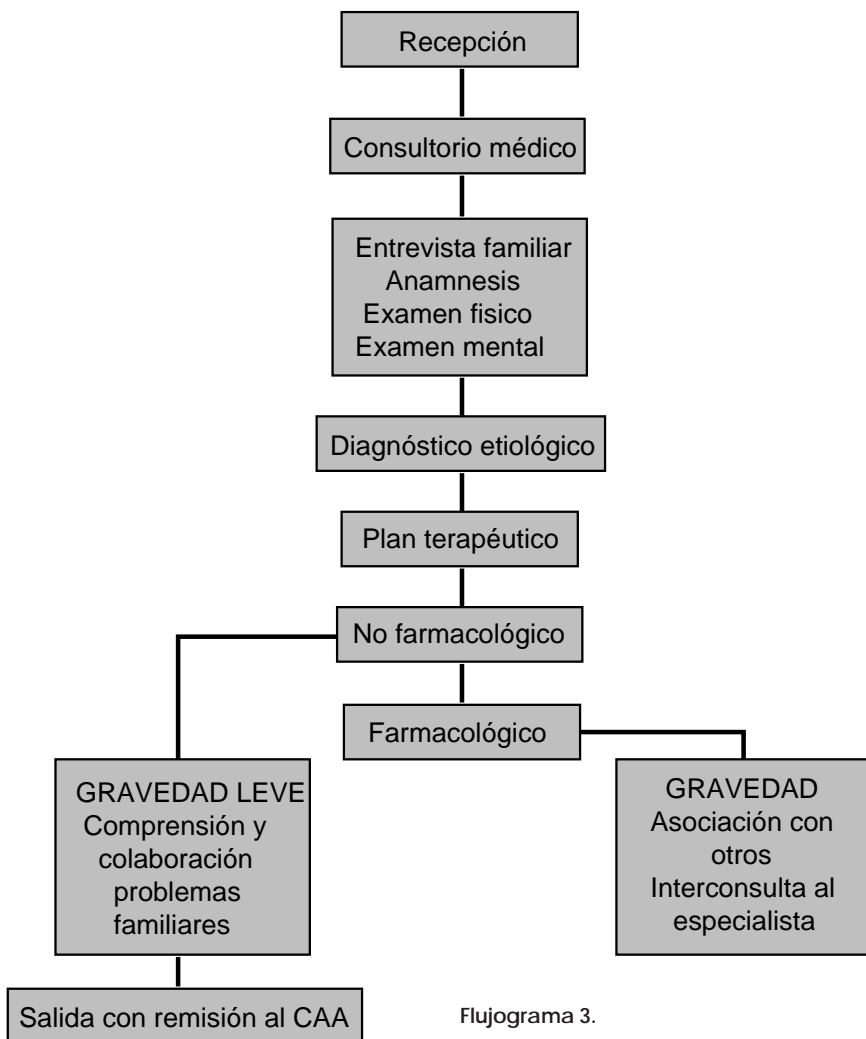 Recepción
Consultorio médico
Entrevista familiar
Anamnesis
Examen fisico
Examen mental
Diagnóstico etiológico
Plan terapéutico
No farmacológico
Farmacológico
GRAVEDAD LEVE
Comprensión y
colaboración
problemas
familiares
GRAVEDAD
Asociación con
otros
Interconsulta al
especialista
Salida con remisión al CAA
Flujograma 3.